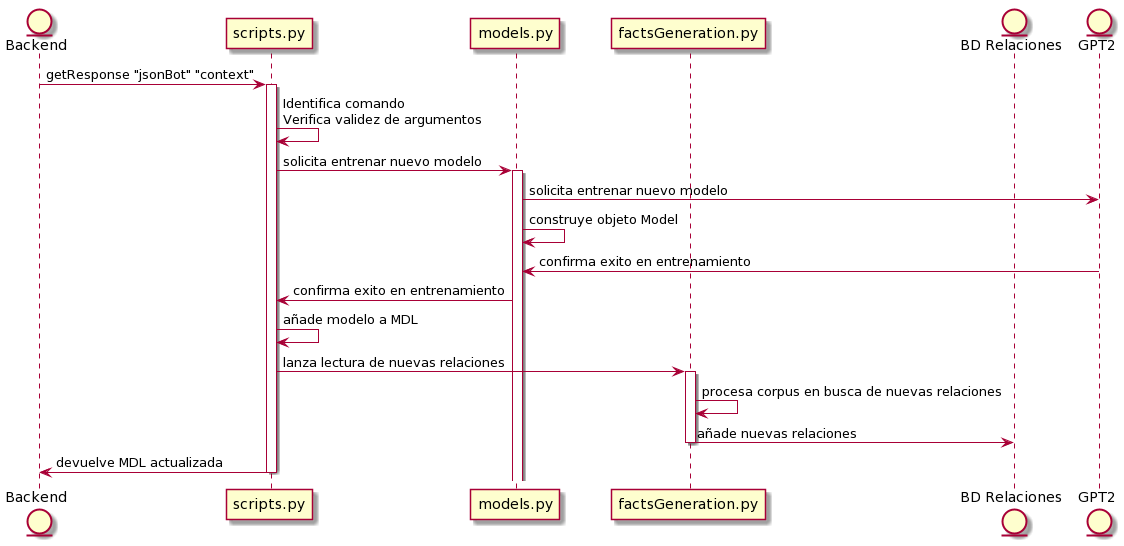 Backend
scripts.py
models.py
factsGeneration.py
BD Relaciones
GPT2
getResponse "jsonBot" "context"
Identifica comando
Verifica validez de argumentos
solicita entrenar nuevo modelo
solicita entrenar nuevo modelo
construye objeto Model
confirma exito en entrenamiento
confirma exito en entrenamiento
añade modelo a MDL
lanza lectura de nuevas relaciones
procesa corpus en busca de nuevas relaciones
añade nuevas relaciones
devuelve MDL actualizada
Backend
scripts.py
models.py
factsGeneration.py
BD Relaciones
GPT2